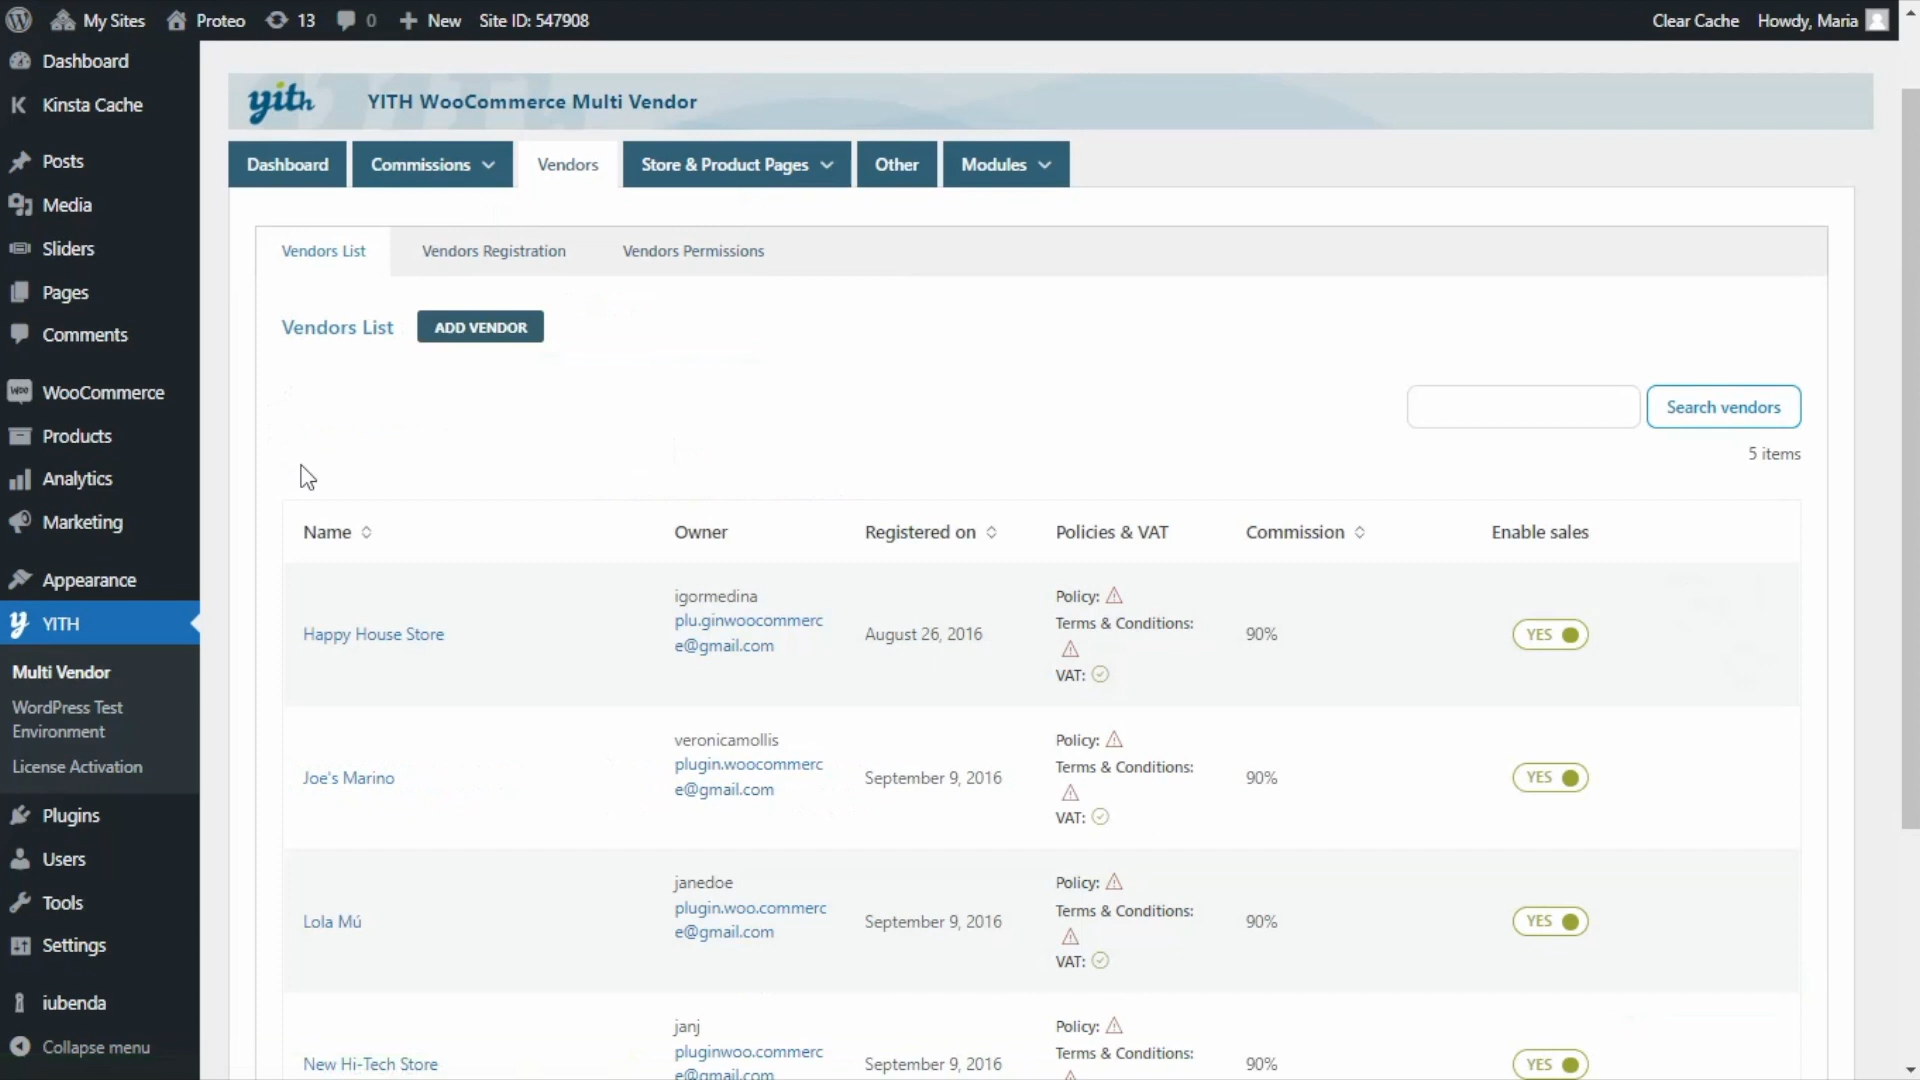 My Sites
Proteo
13
0
New
Site ID: 547908
Clear Cache
Howdy, Maria
Dashboard
Kinsta Cache
Posts
Media
Sliders
Pages
Comments
WooCommerce
Products
Analytics
Marketing
Appearance
YITH
Multi Vendor
WordPress Test
Environment
License Activation
Plugins
Users
Tools
Settings
iubenda
Collapse menu
yith
YITH WooCommerce Multi Vendor
Dashboard
Commissions
Vendors
Store & Product Pages
Other
Modules
Vendors List
Vendors Registration
Vendors Permissions
Vendors List
ADD VENDOR
Search vendors
5 items
Name
Owner
Registered on
Policies & VAT
Commission
Enable sales
Happy House Store
igormedina
plu.ginwoocommerc
e@gmail.com
August 26, 2016
Policy:
Terms & Conditions:
VAT:
90%
YES
Joe's Marino
veronicamollis
plugin.woocommerc
e@gmail.com
September 9, 2016
Policy:
Terms & Conditions:
VAT:
90%
YES
Lola Mú
janedoe
plugin.woo.commerc
e@gmail.com
September 9, 2016
Policy:
Terms & Conditions:
VAT:
90%
YES
New Hi-Tech Store
janj
pluginwoo.commerc
e@gmail.com
September 9, 2016
Policy:
Terms & Conditions:
90%
YES